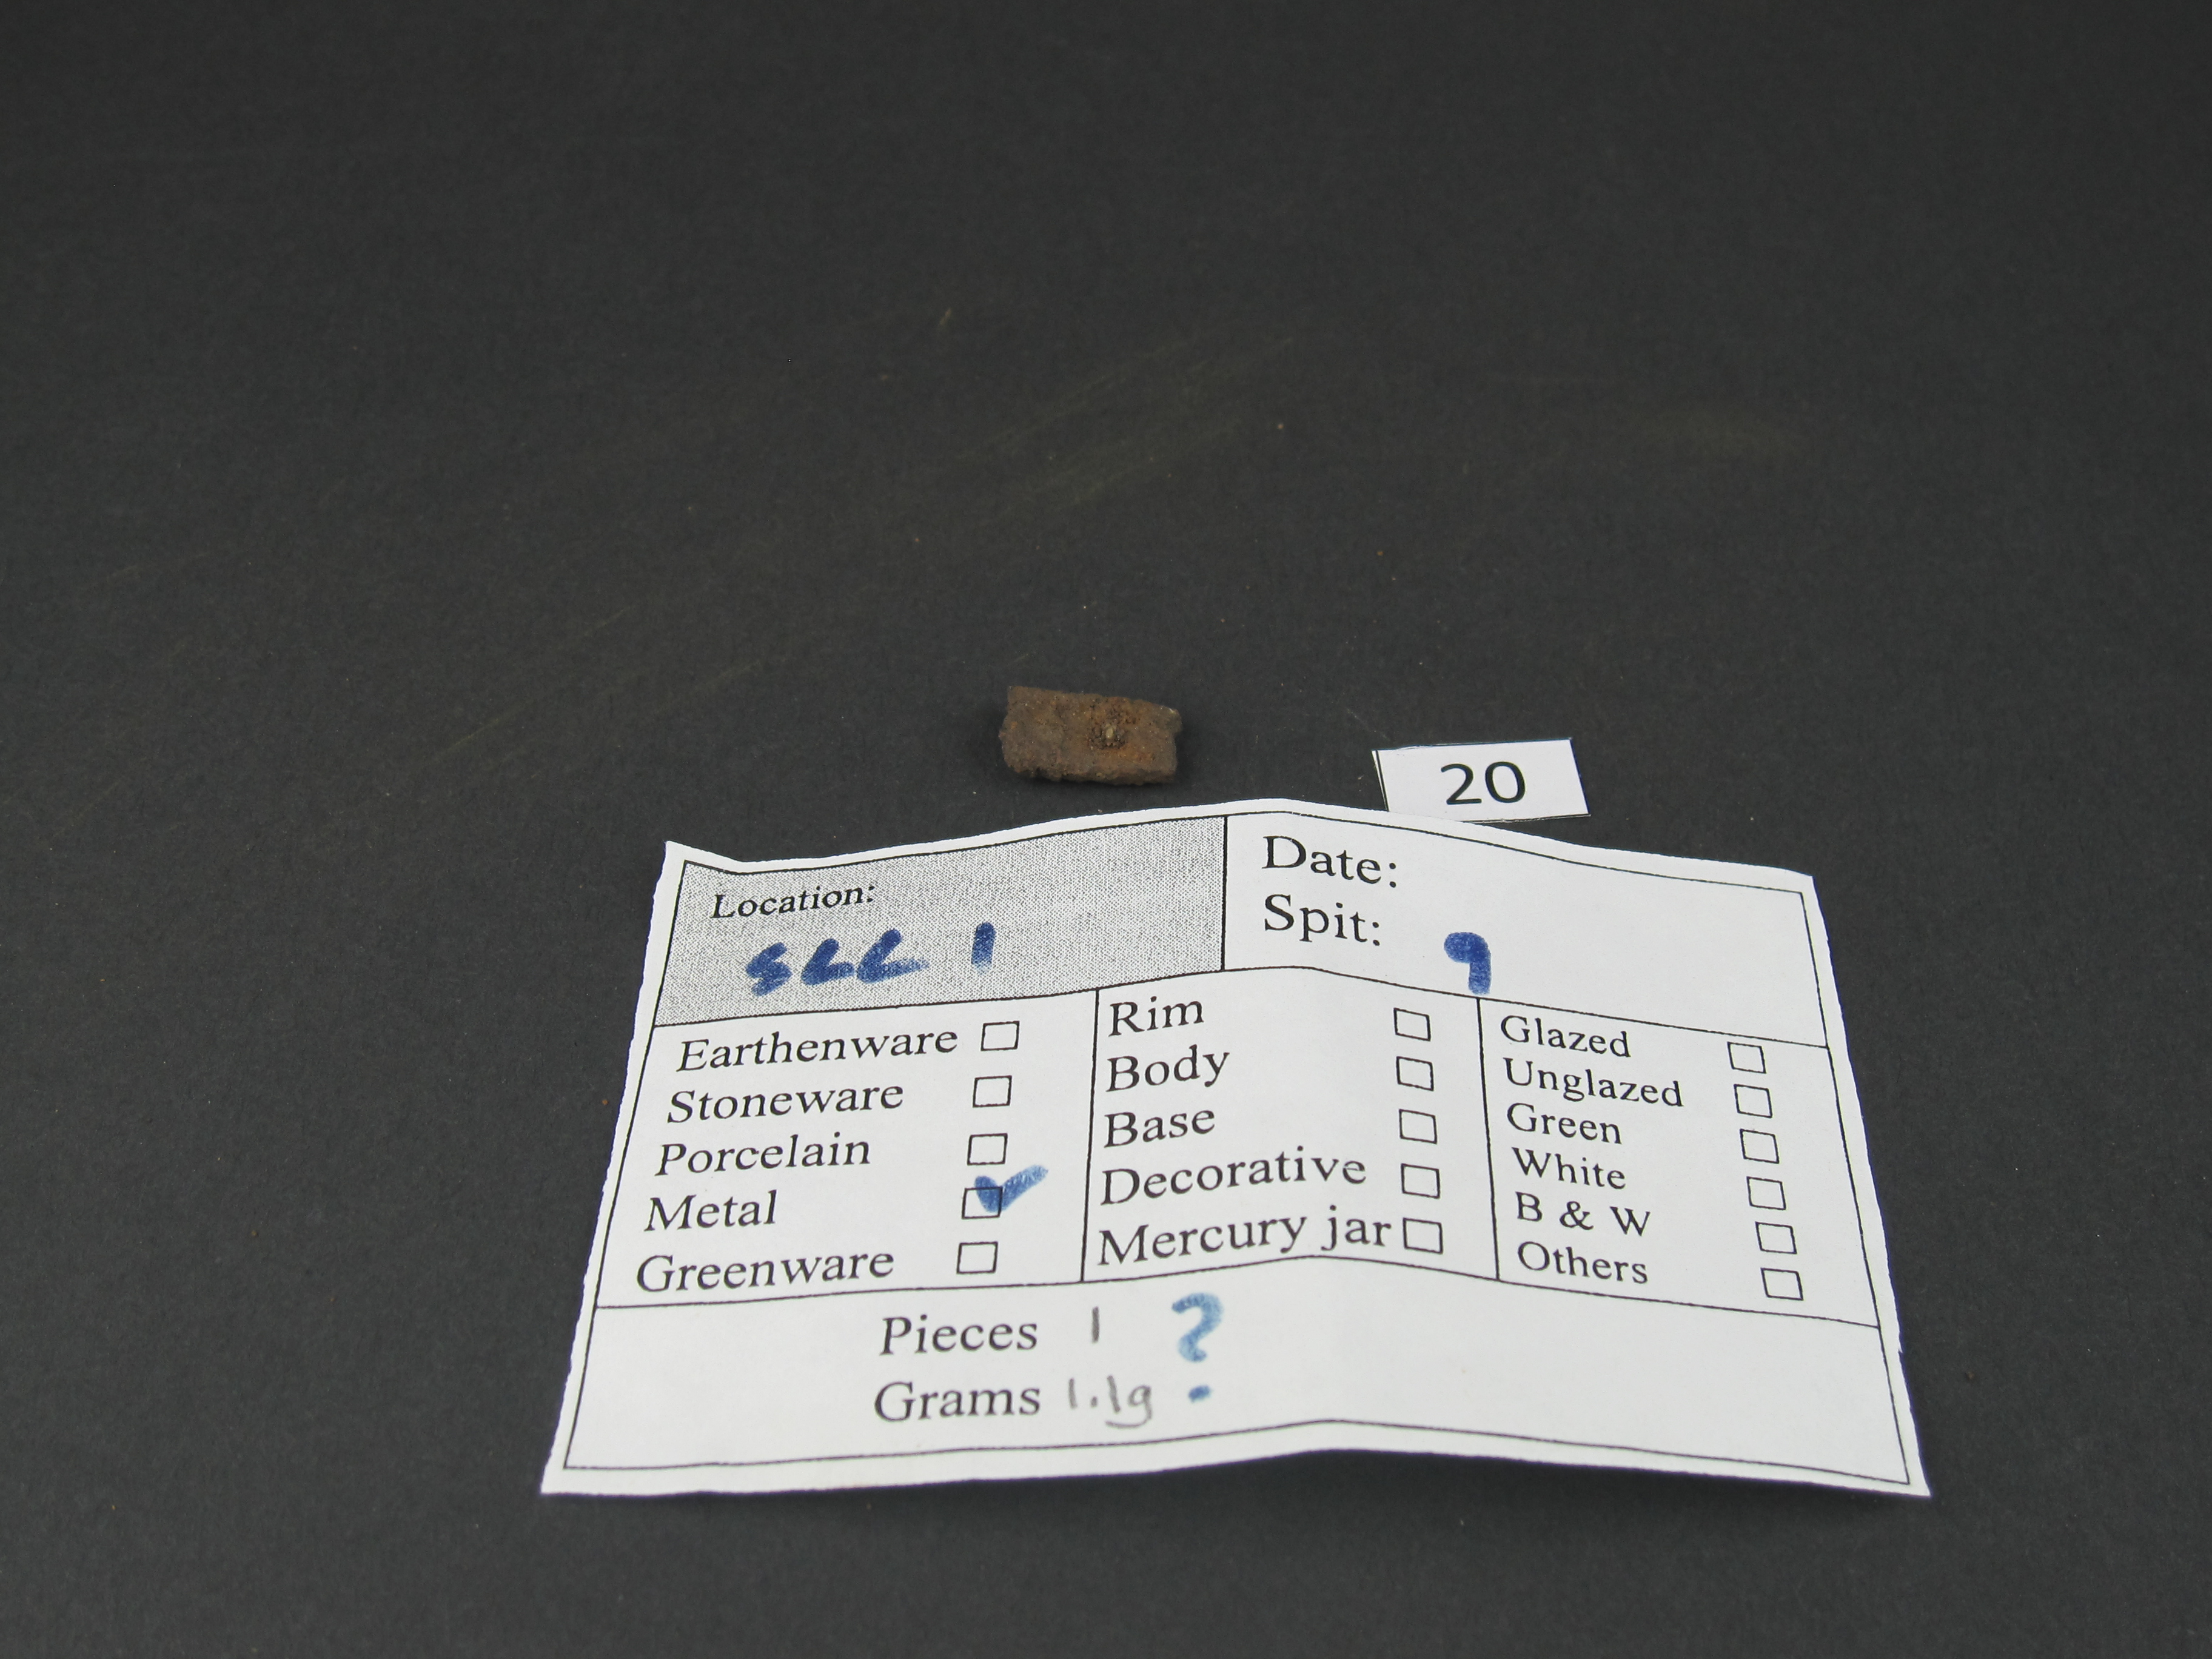 20
Location:
SCC 1
Date:
Spit: 9
Earthenware
Stoneware
Porcelain
Metal ✓
Greenware
Rim
Body
Base
Decorative
Mercury jar
Glazed
Unglazed
Green
White
B & W
Others
Pieces 1 ?
Grams 1.1g